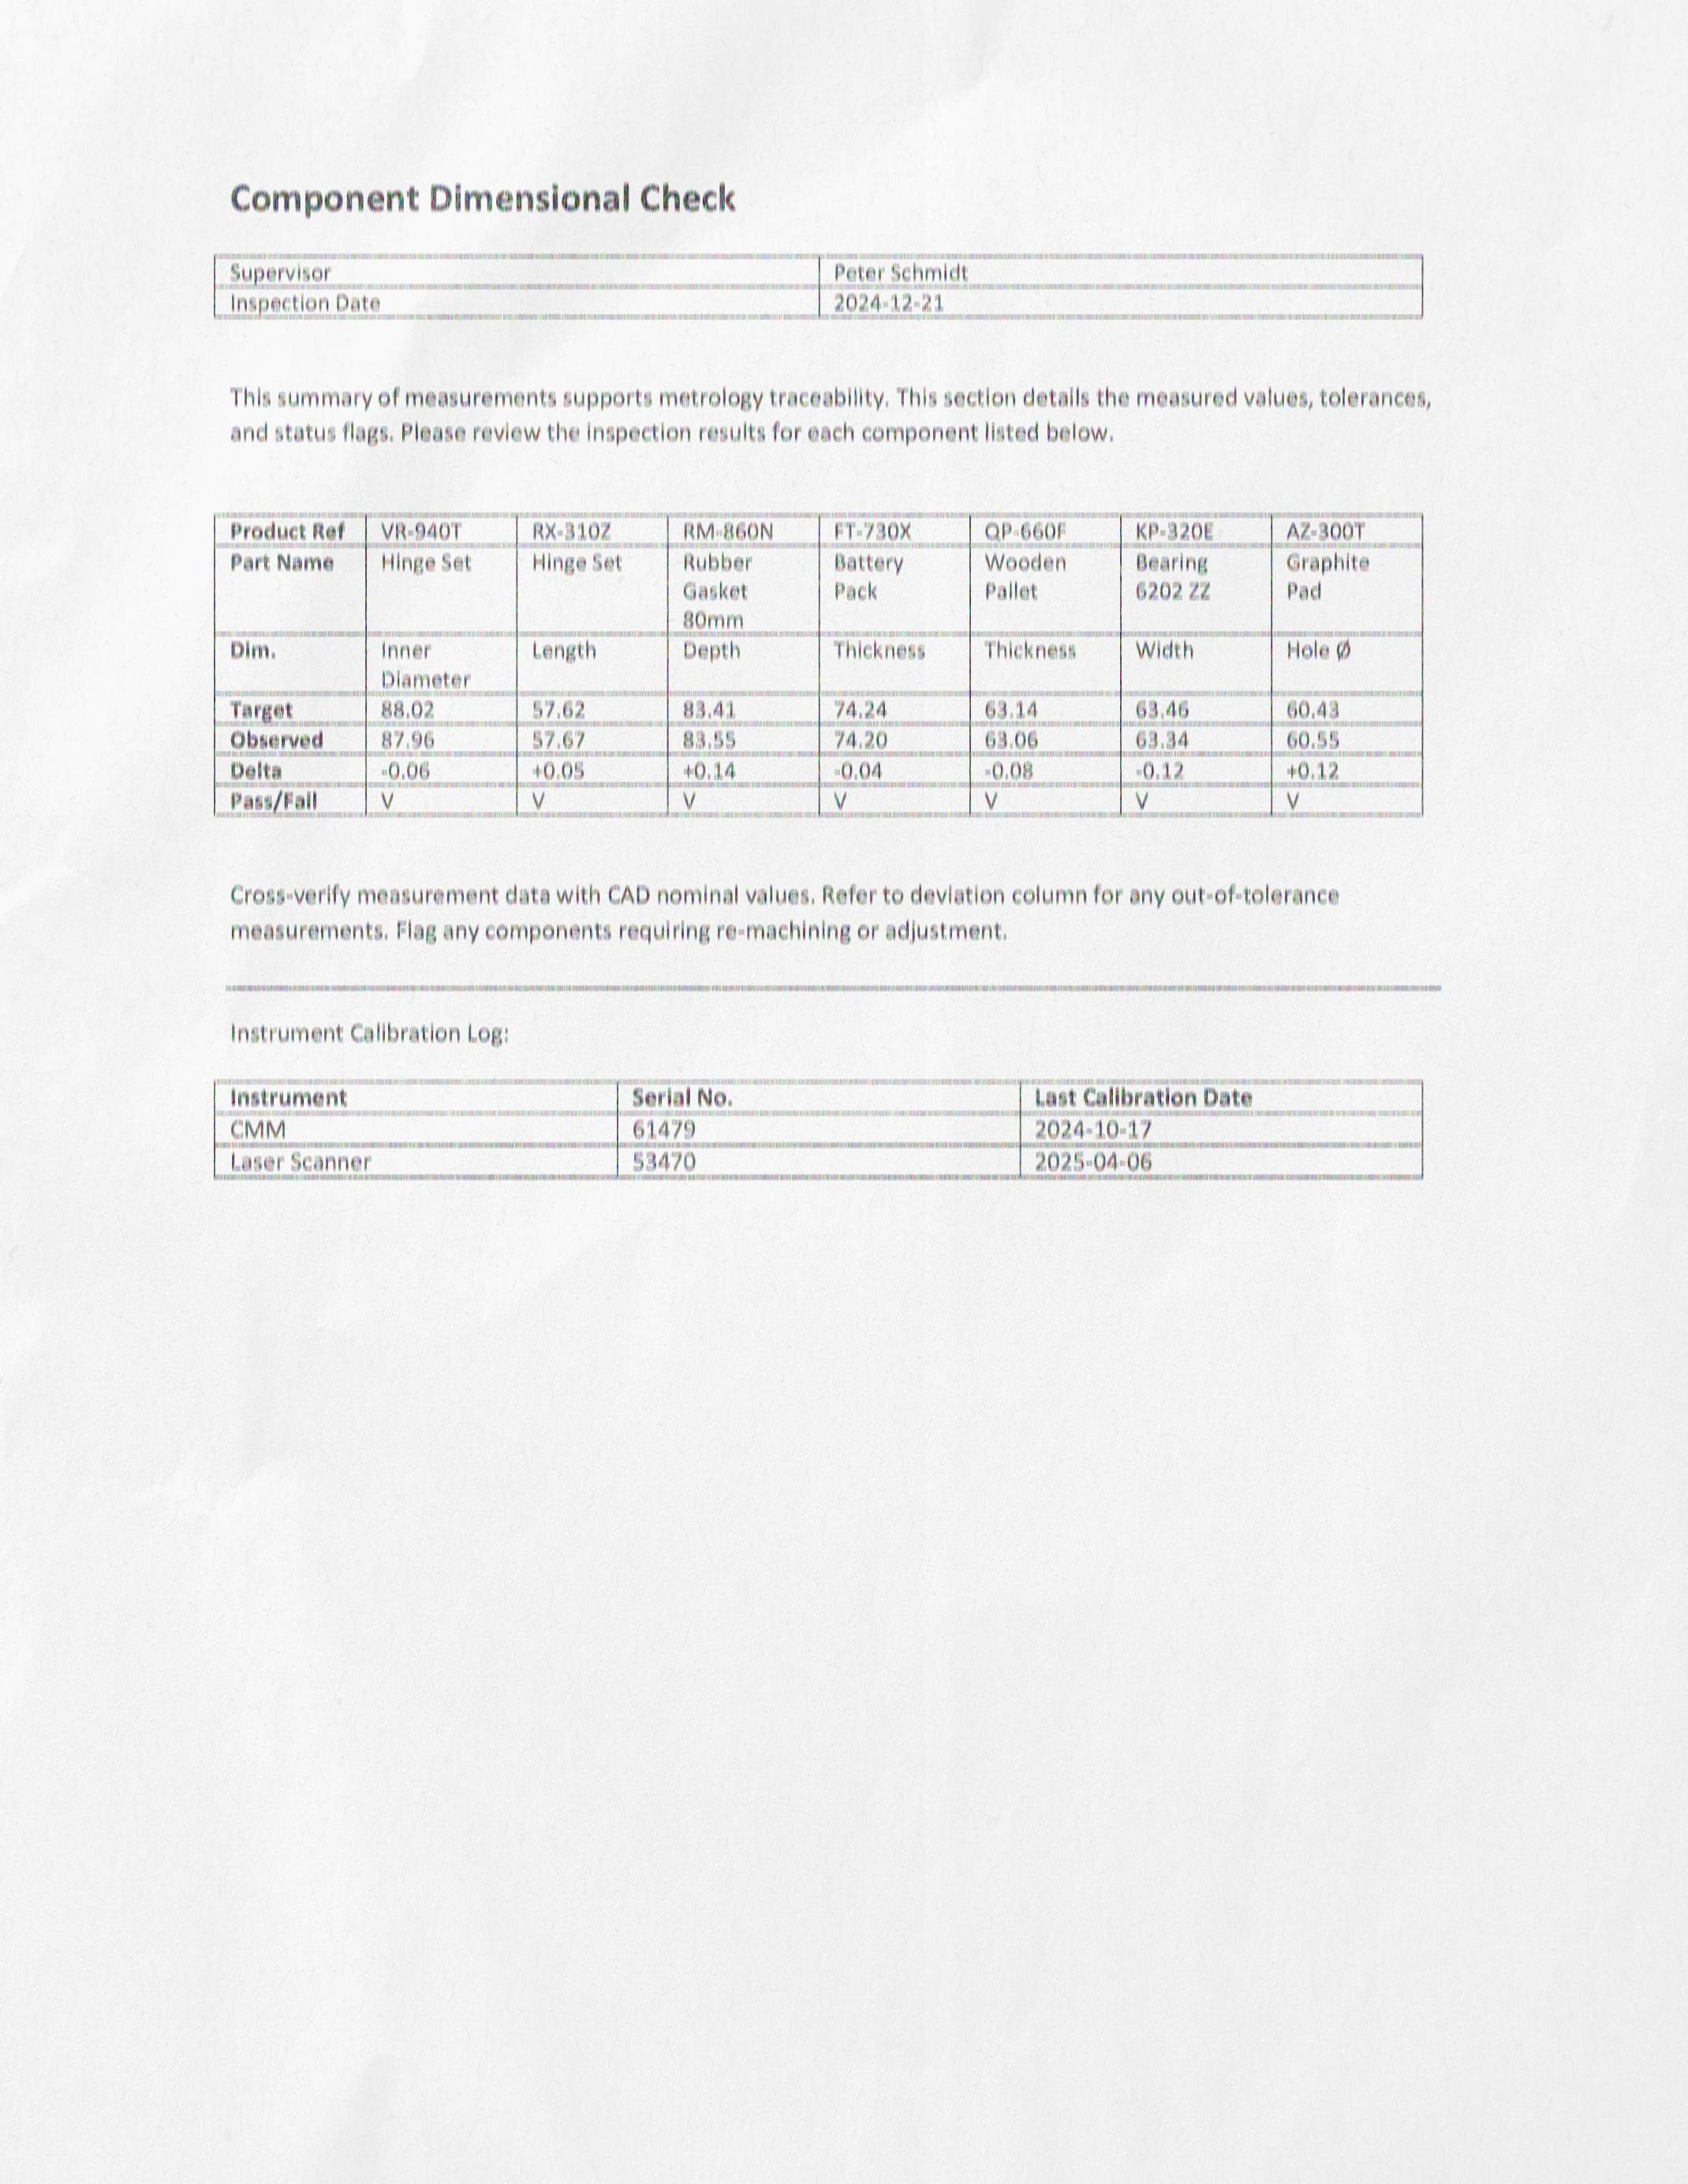 Component Dimensional Check
Supervisor Peter Schmidt
Inspection Date 2024-12-21
This summary of measurements supports metrology traceability. This section details the measured values, tolerances,
and status flags. Please review the inspection results for each component listed below.
Product Ref VR-940T RX-310Z RM-860N FT-730X QP-660F KP-320E AZ-300T
Part Name Hinge Set Hinge Set Rubber Battery Wooden Bearing Graphite
Gasket Pack Pallet 6202 ZZ Pad
80mm
Dim. Inner Length Depth Thickness Thickness Width Hole Ø
Diameter
Target 88.02 57.62 83.41 74.24 63.14 63.46 60.43
Observed 87.96 57.67 83.55 74.20 63.06 63.34 60.55
Delta -0.06 +0.05 +0.14 -0.04 -0.08 -0.12 +0.12
Pass/Fail V V V V V V V
Cross-verify measurement data with CAD nominal values. Refer to deviation column for any out-of-tolerance
measurements. Flag any components requiring re-machining or adjustment.
Instrument Calibration Log:
Instrument Serial No. Last Calibration Date
CMM 61479 2024-10-17
Laser Scanner 53470 2025-04-06